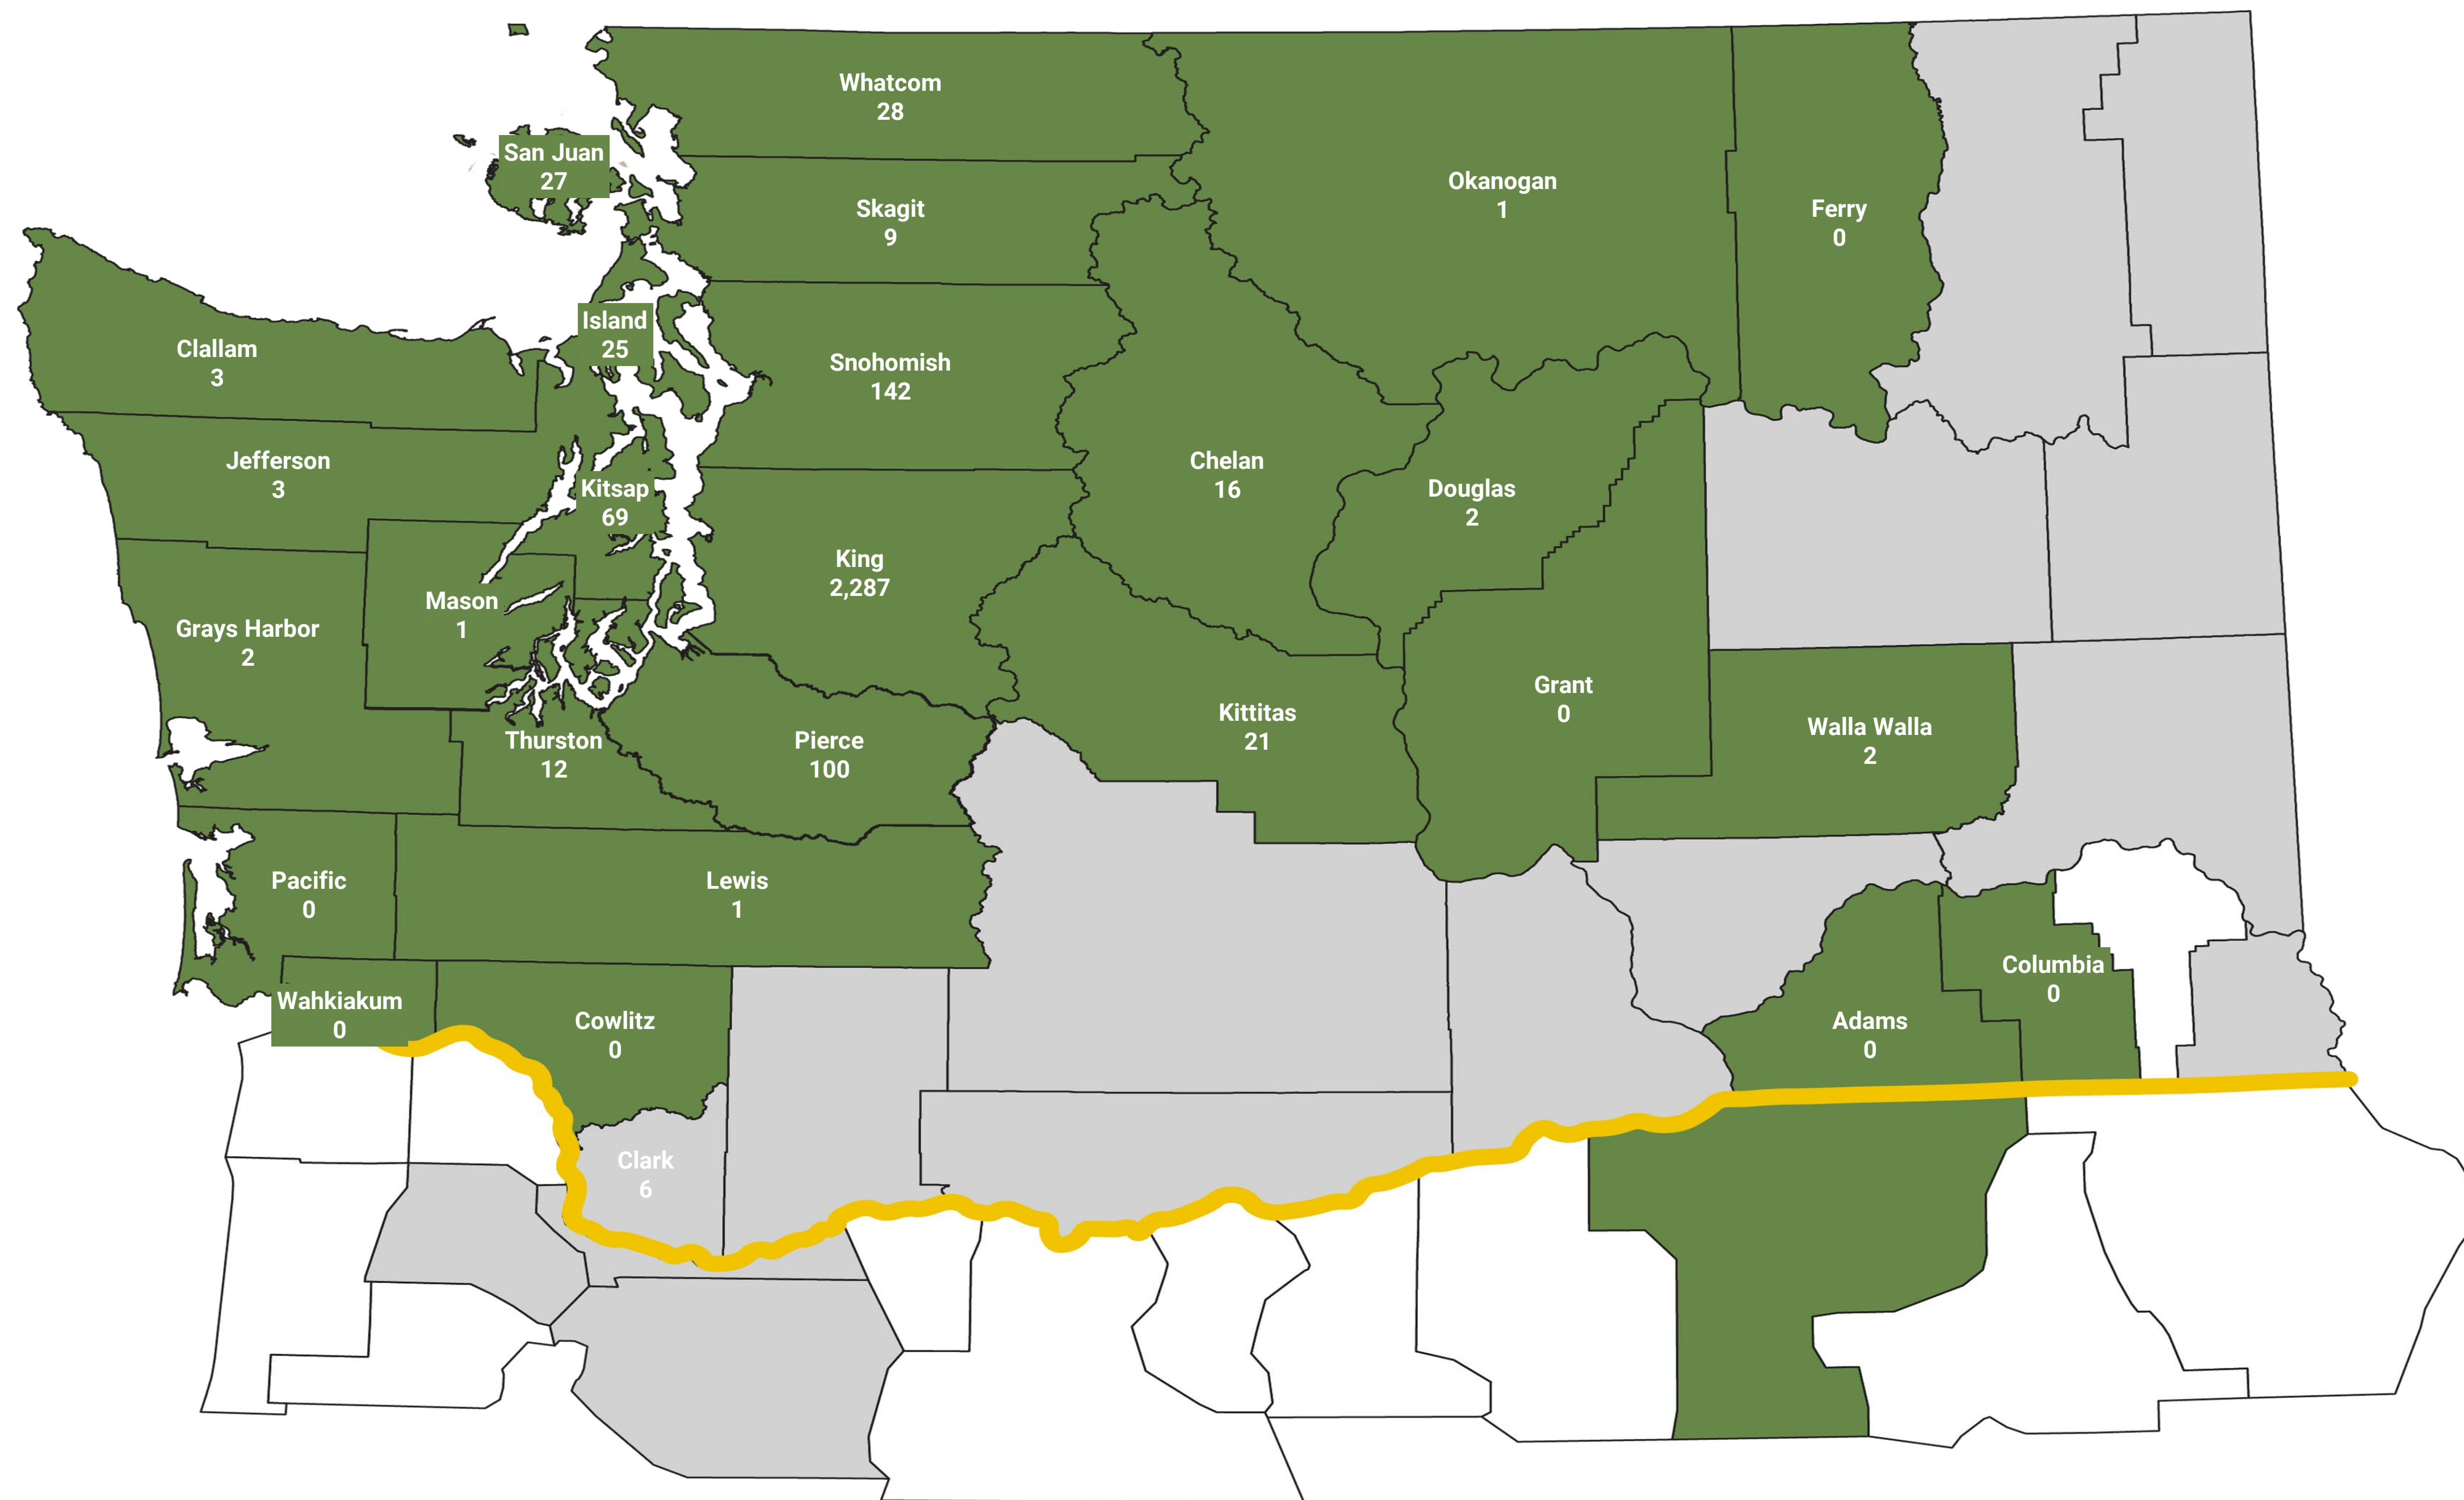 Whatcom
28
San Juan
27
Skagit
9
Okanogan
1
Ferry
0
Island
25
Clallam
3
Snohomish
142
Jefferson
3
Kitsap
69
Chelan
16
Douglas
2
King
2,287
Mason
1
Grays Harbor
2
Grant
0
Kittitas
21
Walla Walla
2
Thurston
12
Pierce
100
Pacific
0
Lewis
1
Columbia
0
Wahkiakum
0
Cowlitz
0
Adams
0
Clark
6